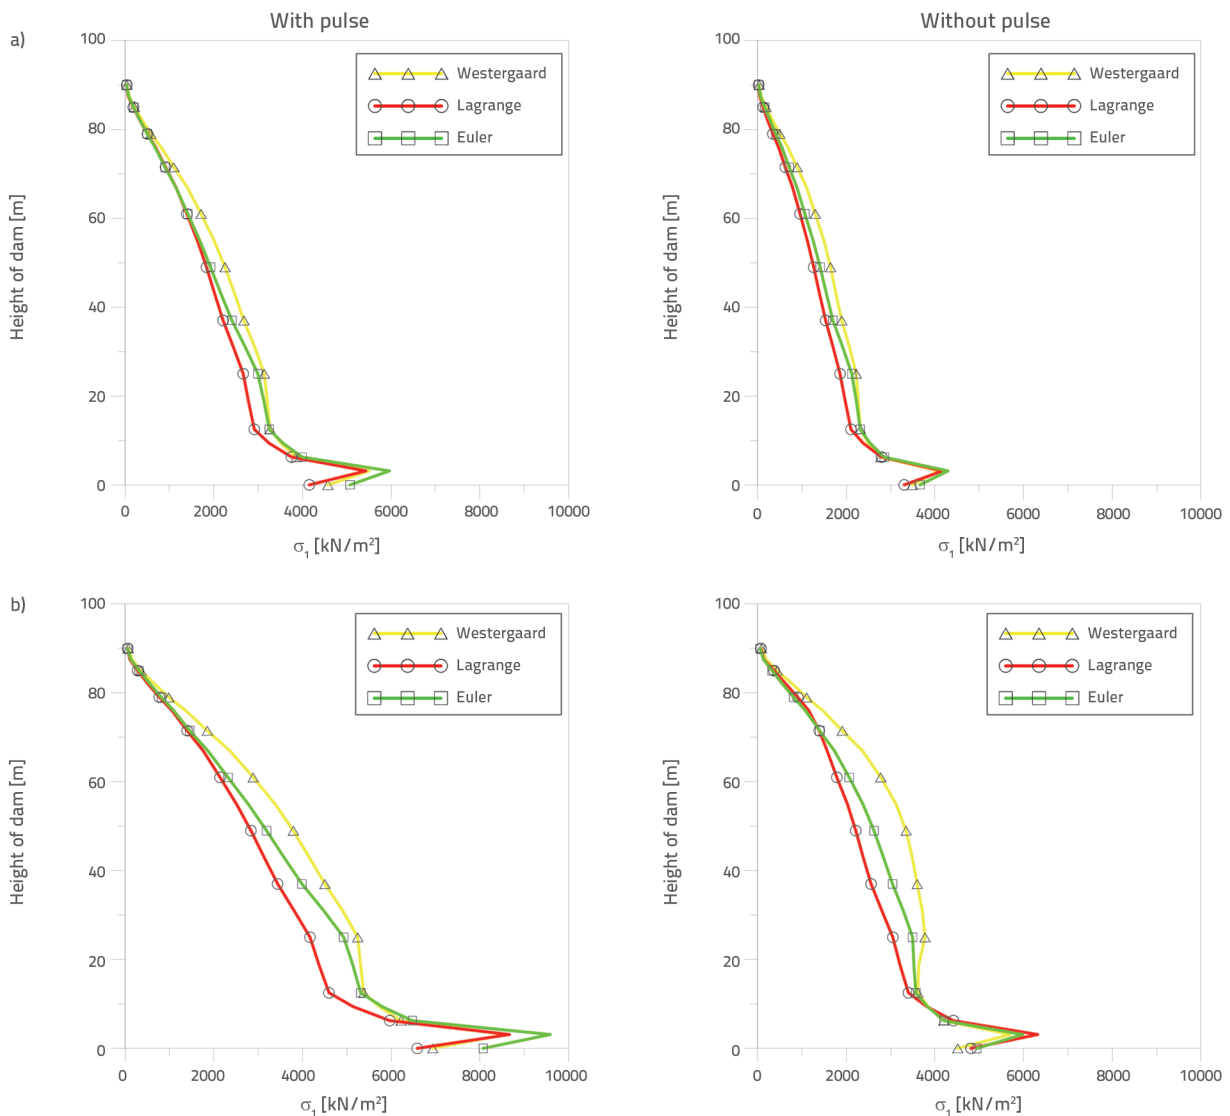 With pulse
Without pulse
a)
100
80
60
40
20
0
Height of dam [m]
Westergaard
Lagrange
Euler
0 2000 4000 6000 8000 10000
σ₁ [kN/m²]
100
80
60
40
20
0
Height of dam [m]
Westergaard
Lagrange
Euler
0 2000 4000 6000 8000 10000
σ₁ [kN/m²]
b)
100
80
60
40
20
0
Height of dam [m]
Westergaard
Lagrange
Euler
0 2000 4000 6000 8000 10000
σ₁ [kN/m²]
100
80
60
40
20
0
Height of dam [m]
Westergaard
Lagrange
Euler
0 2000 4000 6000 8000 10000
σ₁ [kN/m²]